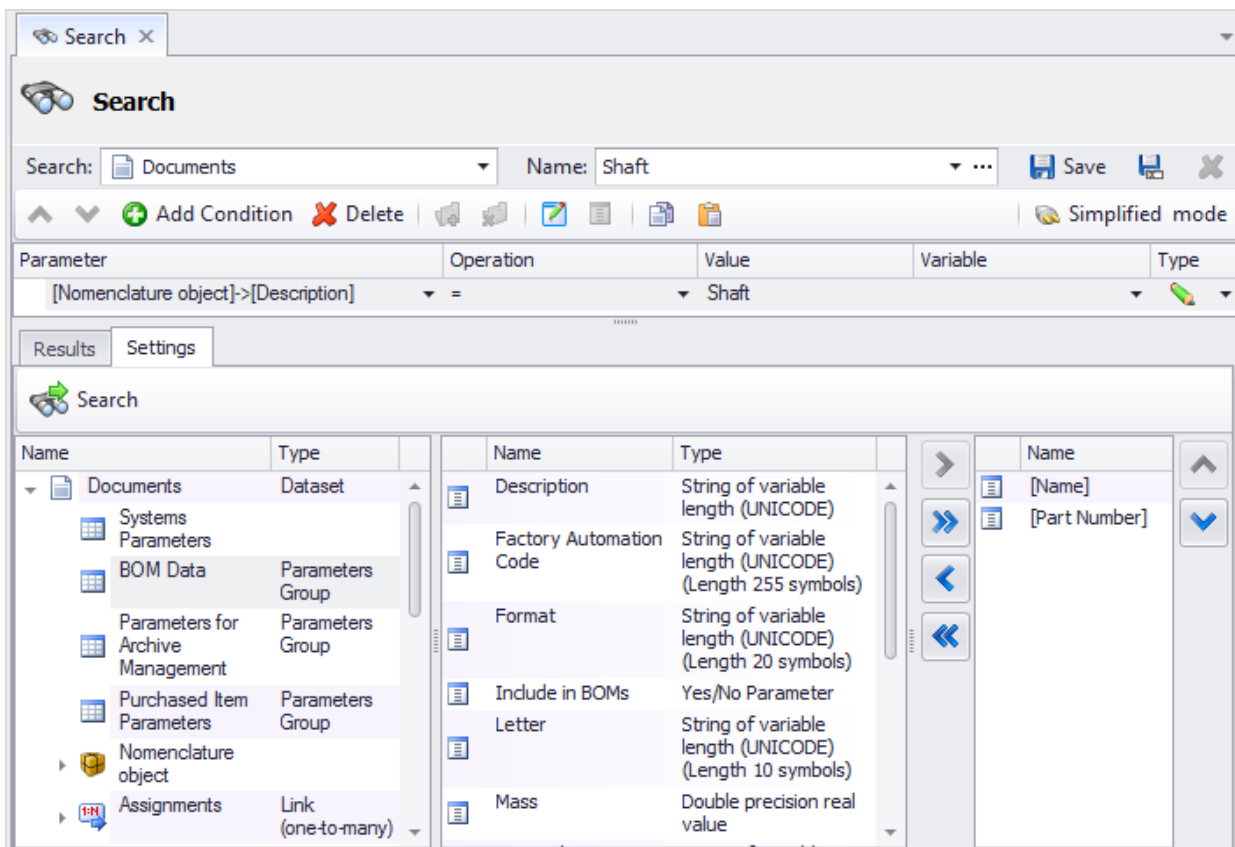 Search
Search
Search: Documents Name: Shaft ... Save
Add Condition Delete Simplified mode
Parameter Operation Value Variable Type
[Nomenclature object]->[Description] = Shaft
Results Settings
Search
Name Type
Documents Dataset
Systems
Parameters
BOM Data Parameters
Group
Parameters for Parameters
Archive Group
Management
Purchased Item Parameters
Parameters Group
Nomenclature
object
1:N Assignments Link
(one-to-many)
Name Type
Description String of variable
length (UNICODE)
Factory Automation String of variable
Code length (UNICODE)
(Length 255 symbols)
Format String of variable
length (UNICODE)
(Length 20 symbols)
Include in BOMs Yes/No Parameter
Letter String of variable
length (UNICODE)
(Length 10 symbols)
Mass Double precision real
value
Name
[Name]
[Part Number]